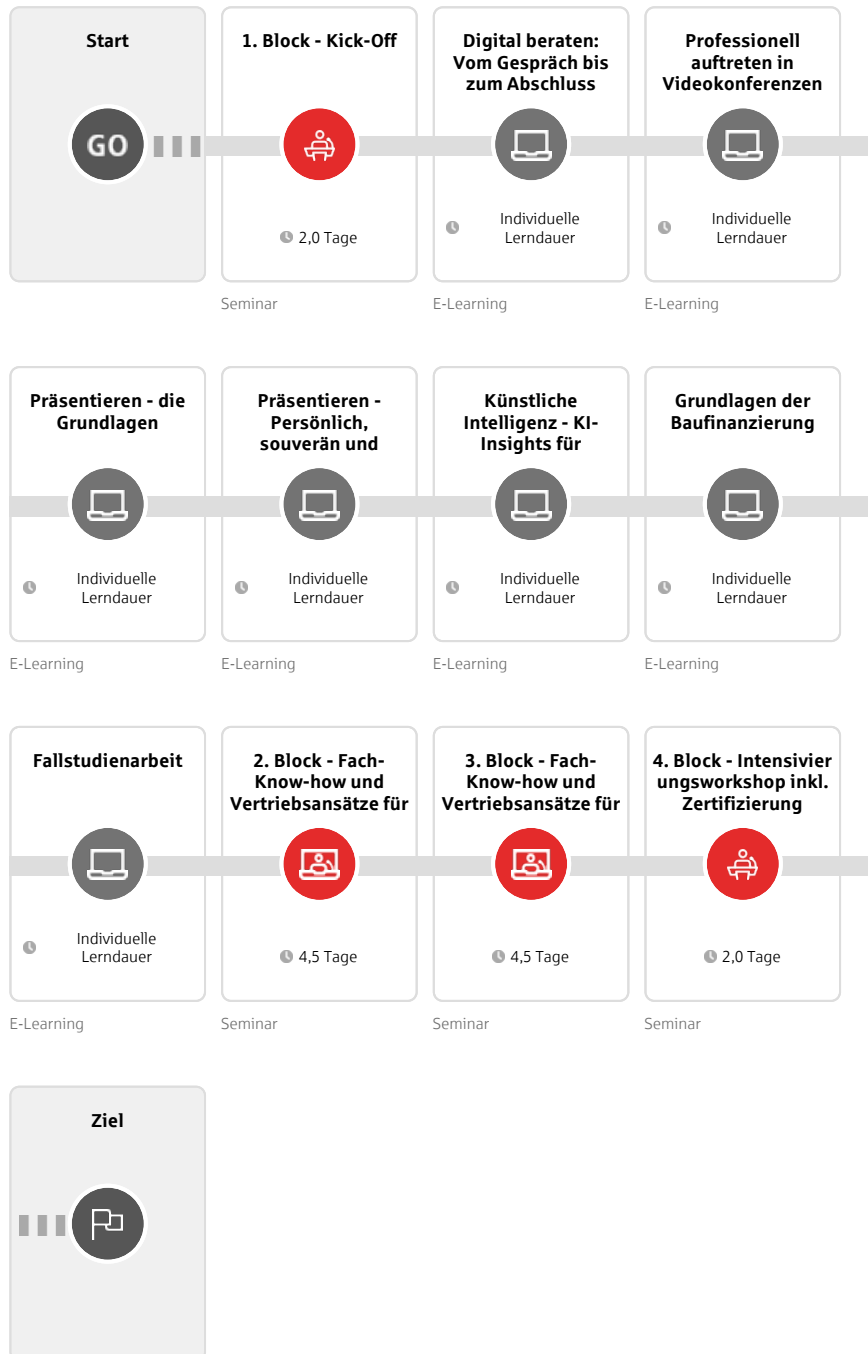 Start
GO
1. Block - Kick-Off
2,0 Tage
Seminar
Digital beraten:
Vom Gespräch bis
zum Abschluss
Individuelle
Lerndauer
E-Learning
Professionell
auftreten in
Videokonferenzen
Individuelle
Lerndauer
E-Learning
Präsentieren - die
Grundlagen
Individuelle
Lerndauer
E-Learning
Präsentieren -
Persönlich,
souverän und
Individuelle
Lerndauer
E-Learning
Künstliche
Intelligenz - KI-
Insights für
Individuelle
Lerndauer
E-Learning
Grundlagen der
Baufinanzierung
Individuelle
Lerndauer
E-Learning
Fallstudienarbeit
Individuelle
Lerndauer
E-Learning
2. Block - Fach-
Know-how und
Vertriebsansätze für
4,5 Tage
Seminar
3. Block - Fach-
Know-how und
Vertriebsansätze für
4,5 Tage
Seminar
4. Block - Intensivier
ungsworkshop inkl.
Zertifizierung
2,0 Tage
Seminar
Ziel